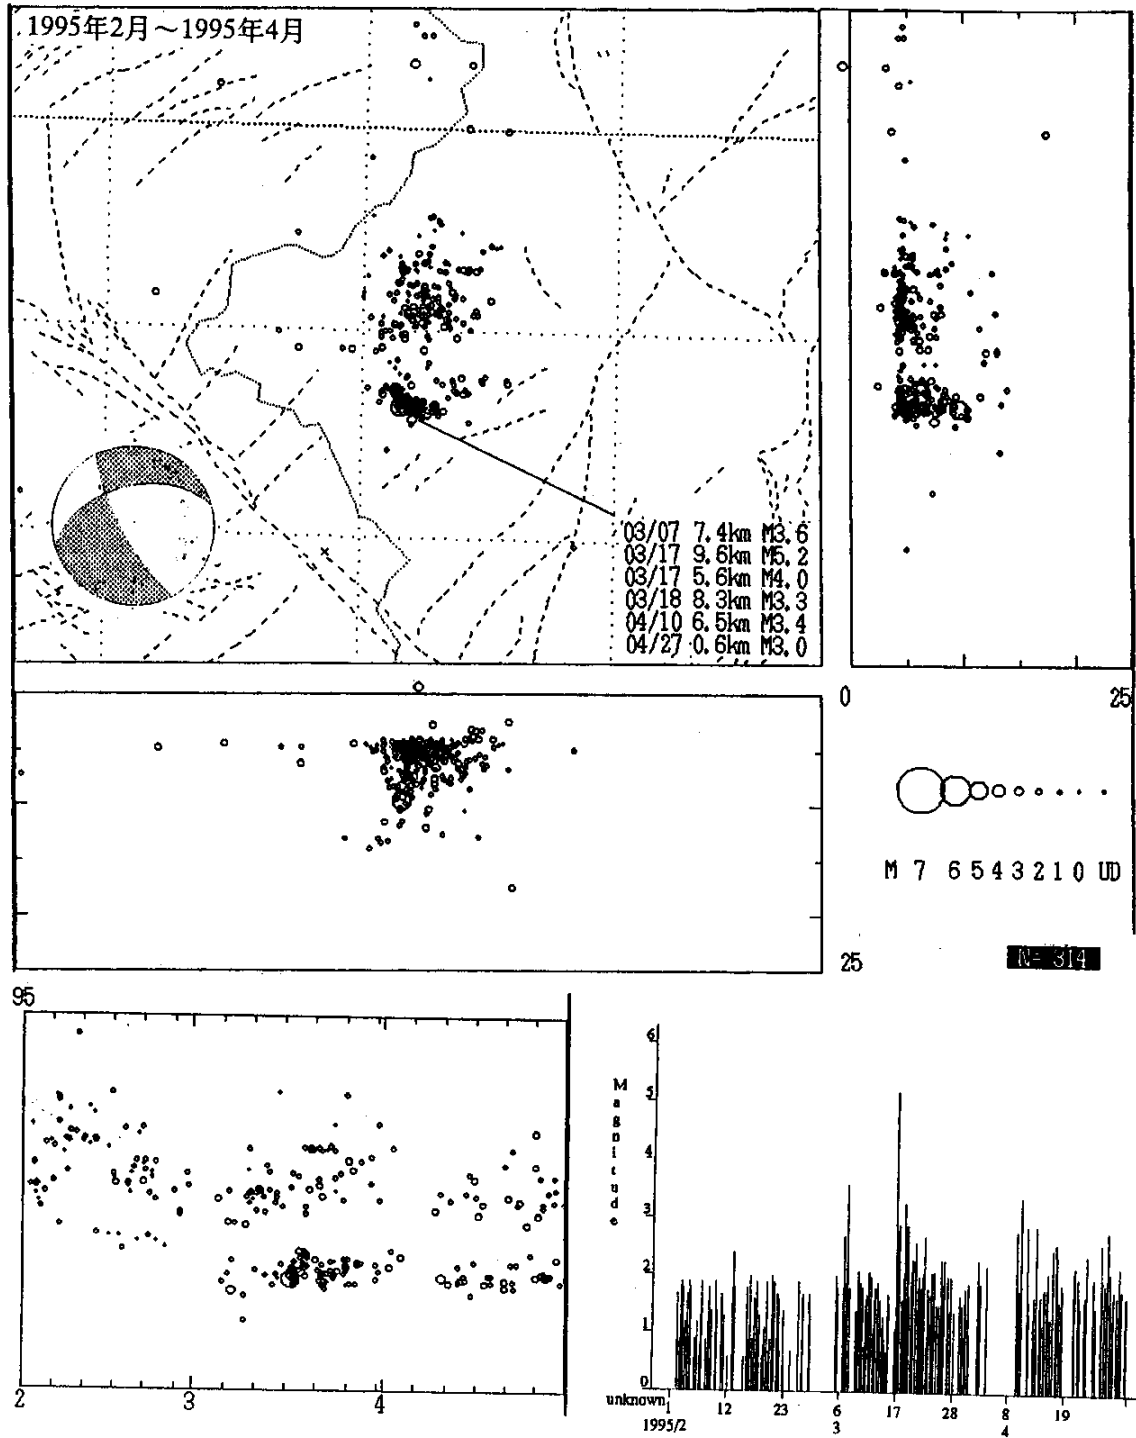 1995年2月～1995年4月
03/07 7.4km M3.6
03/17 9.6km M5.2
03/17 5.6km M4.0
03/18 8.3km M3.3
04/10 6.5km M3.4
04/27 0.6km M3.0
0 25
M 7 6 5 4 3 2 1 0 UD
25
N- 314
95
2 3 4
Magnitude
6
5
4
3
2
1
0
unknown
1 12 23 6 17 28 8 19
1995/2 3 4